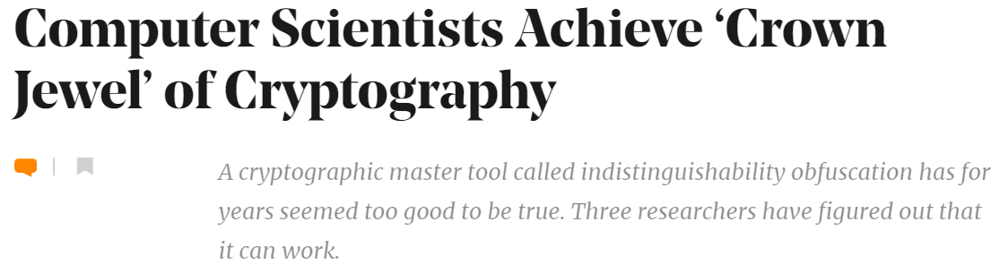 Computer Scientists Achieve ‘Crown
Jewel’ of Cryptography
A cryptographic master tool called indistinguishability obfuscation has for
years seemed too good to be true. Three researchers have figured out that
it can work.